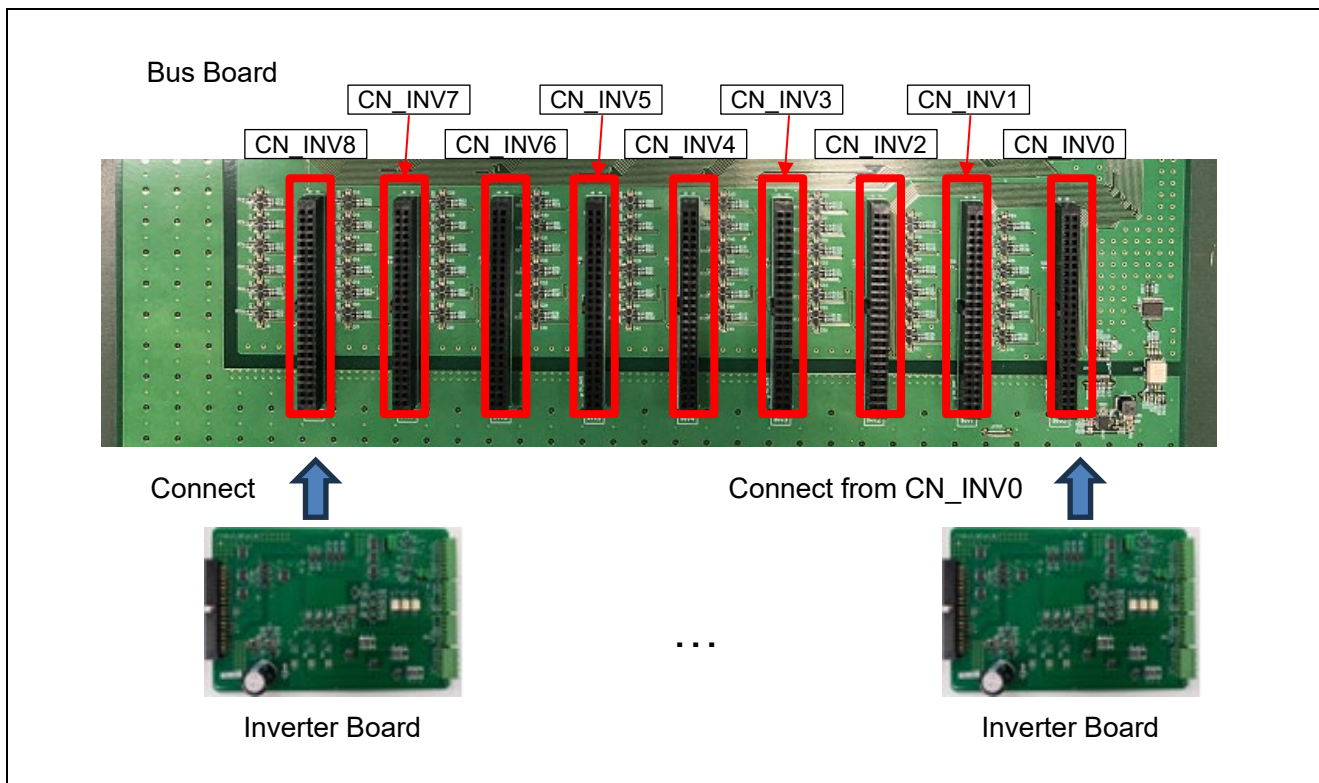 Bus Board
CN_INV7
CN_INV5
CN_INV3
CN_INV1
CN_INV8
CN_INV6
CN_INV4
CN_INV2
CN_INV0
Connect
Connect from CN_INV0
...
Inverter Board
Inverter Board